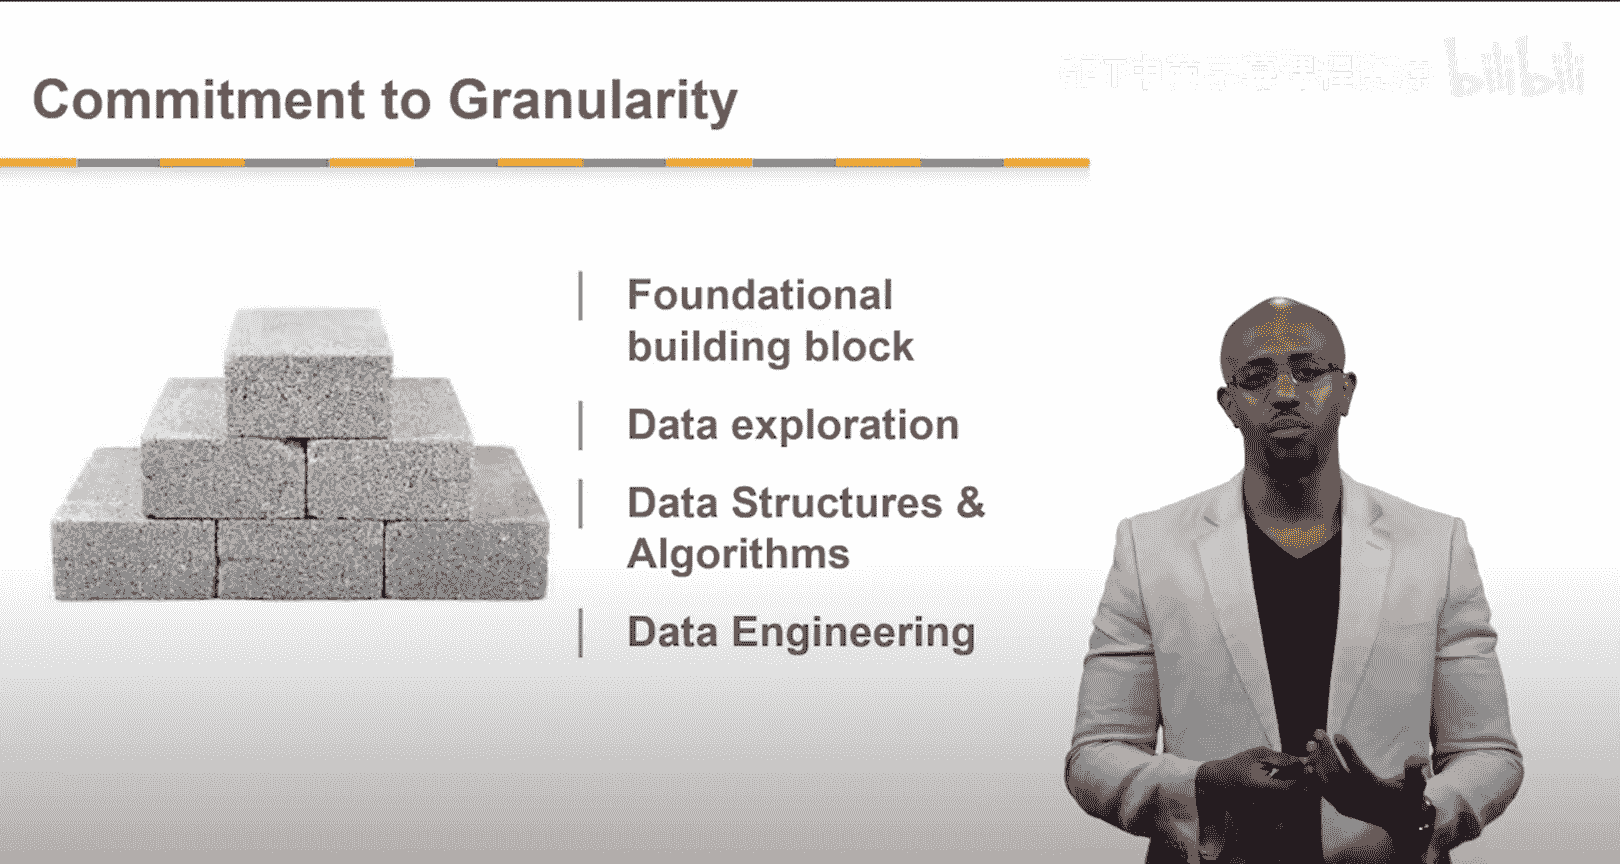 Commitment to Granularity
bilibili
Foundational
building block
Data exploration
Data Structures &
Algorithms
Data Engineering